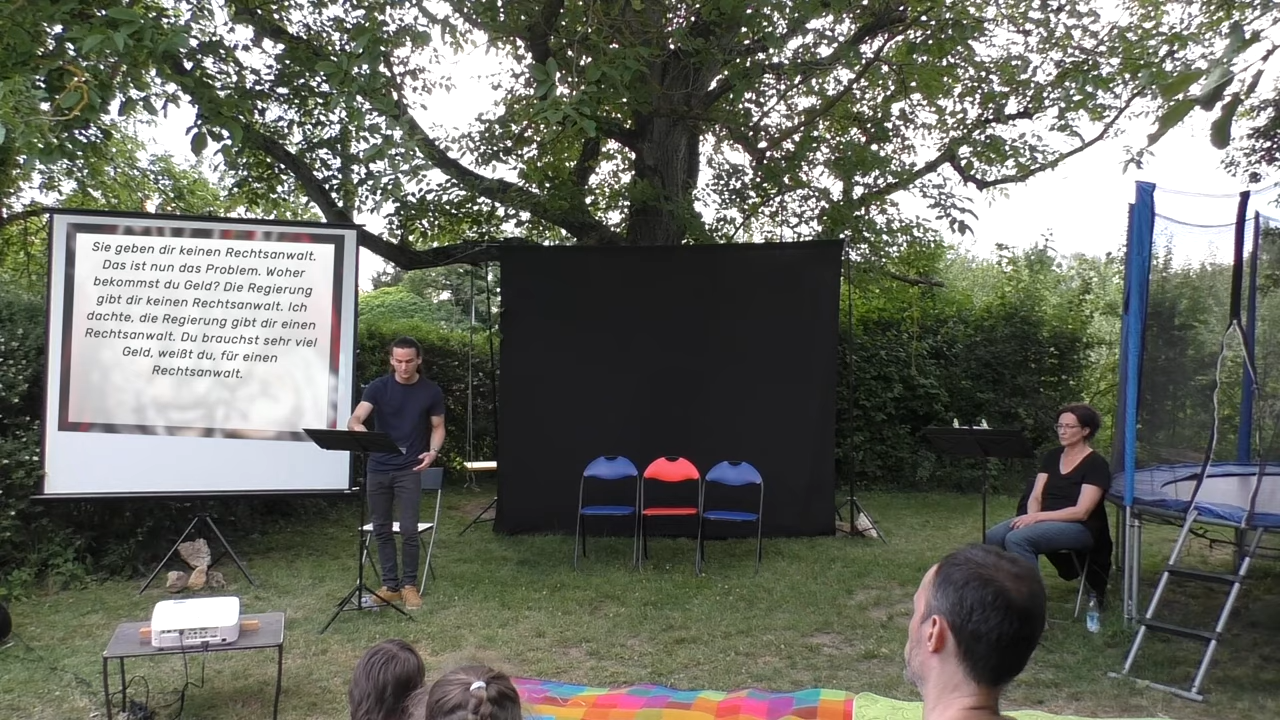 Sie geben dir keinen Rechtsanwalt.
Das ist nun das Problem. Woher
bekommst du Geld? Die Regierung
gibt dir keinen Rechtsanwalt. Ich
dachte, die Regierung gibt dir einen
Rechtsanwalt. Du brauchst sehr viel
Geld, weißt du, für einen
Rechtsanwalt.